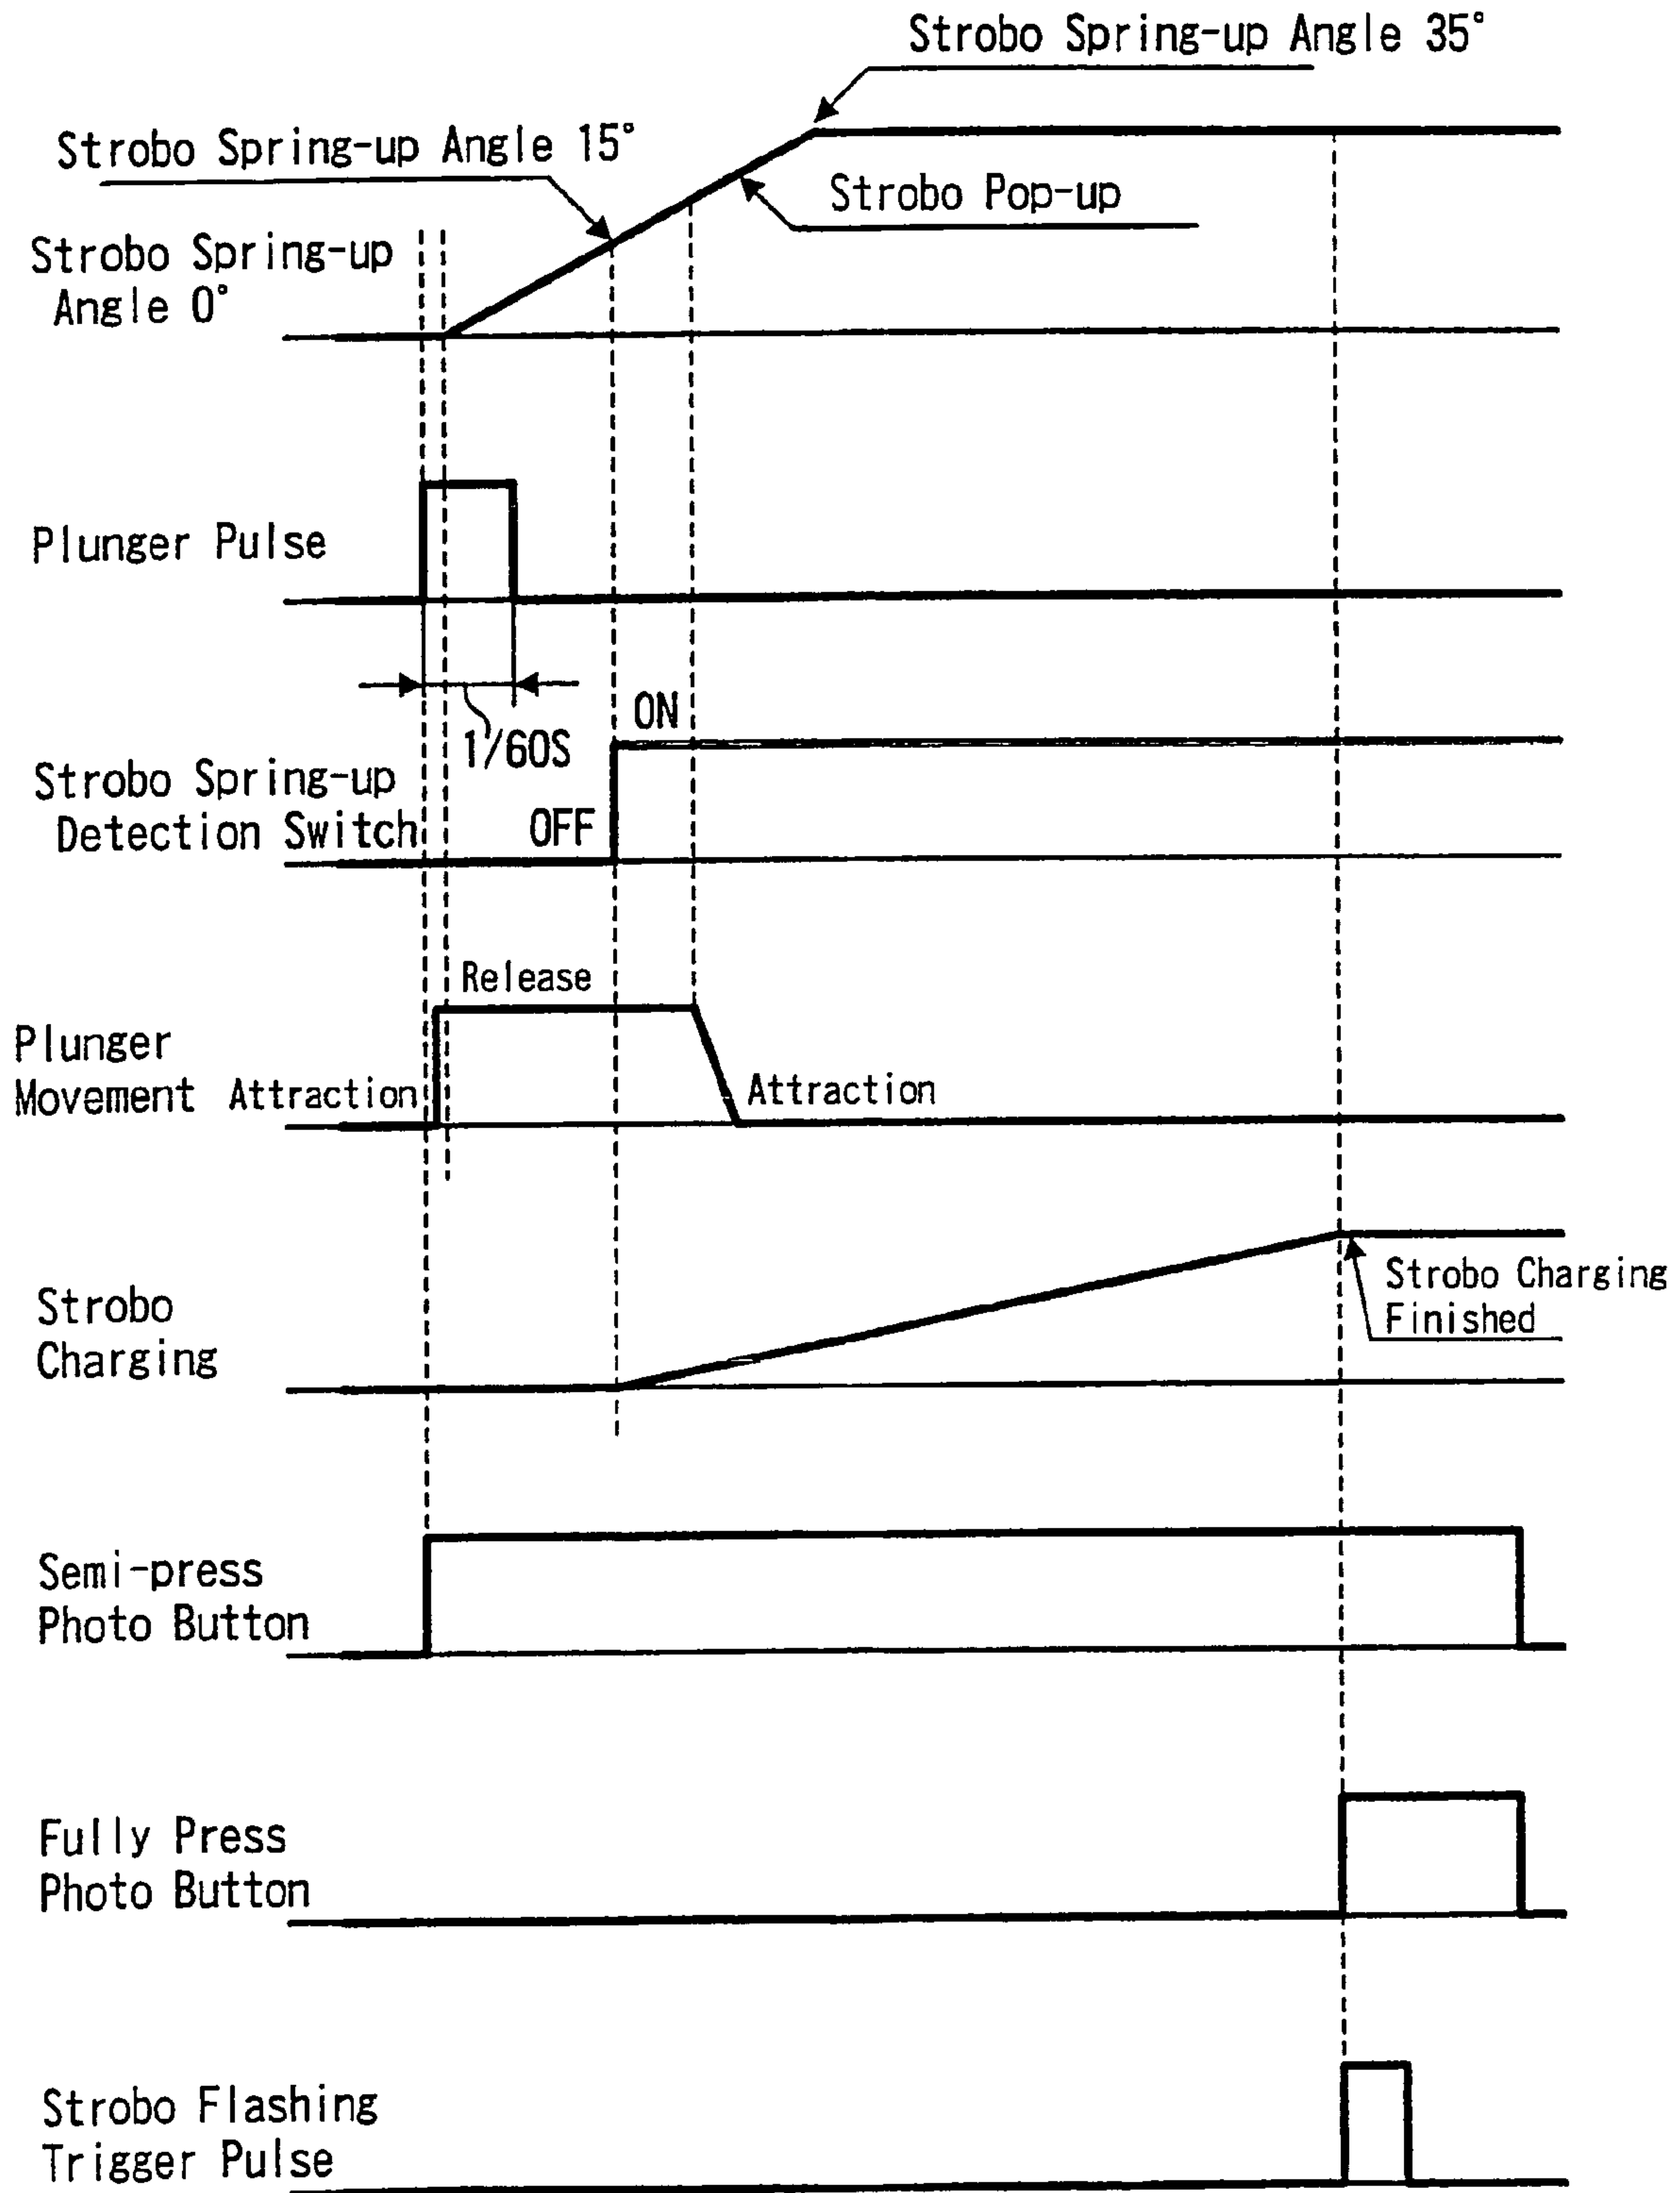 Strobo Spring-up Angle 35°
Strobo Spring-up Angle 15°
Strobo Pop-up
Strobo Spring-up
Angle 0°
Plunger Pulse
1/60S
ON
Strobo Spring-up
Detection Switch
OFF
Release
Plunger
Movement Attraction
Attraction
Strobo Charging
Finished
Strobo
Charging
Semi-press
Photo Button
Fully Press
Photo Button
Strobo Flashing
Trigger Pulse